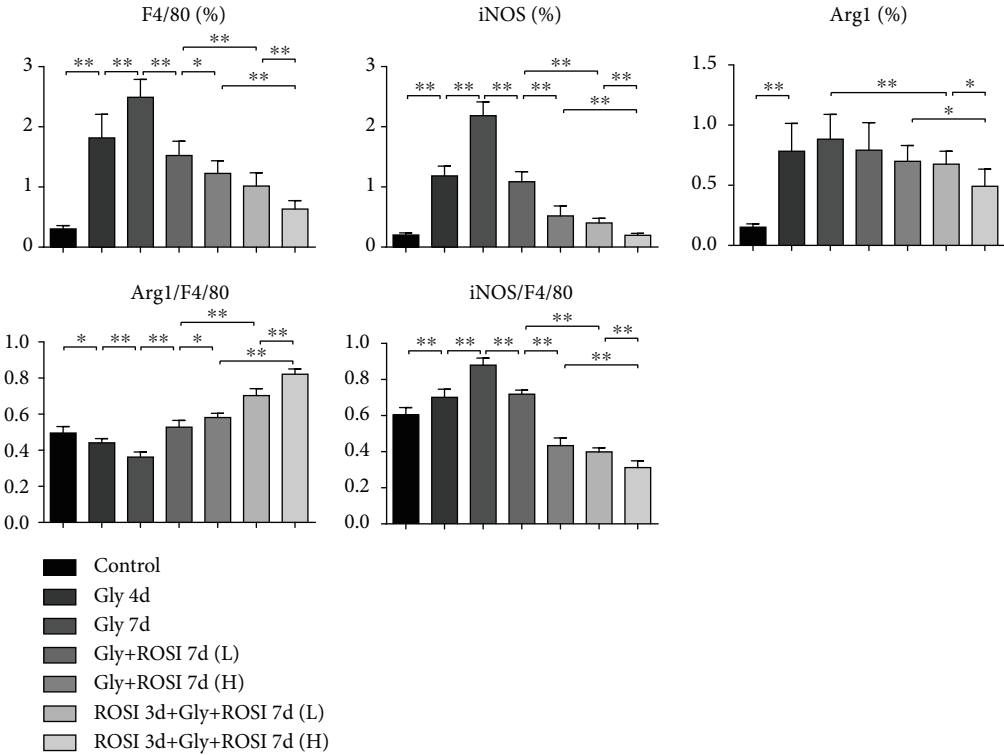 F4/80 (%)
3
2
1
0
** ** ** ** * ** **
iNOS (%)
3
2
1
0
** ** ** ** ** ** **
Arg1 (%)
1.5
1.0
0.5
0.0
** ** * *
Arg1/F4/80
1.0
0.8
0.6
0.4
0.2
0.0
* ** ** ** * ** **
iNOS/F4/80
1.0
0.8
0.6
0.4
0.2
0.0
** ** ** ** ** ** **
Control
Gly 4d
Gly 7d
Gly+ROSI 7d (L)
Gly+ROSI 7d (H)
ROSI 3d+Gly+ROSI 7d (L)
ROSI 3d+Gly+ROSI 7d (H)